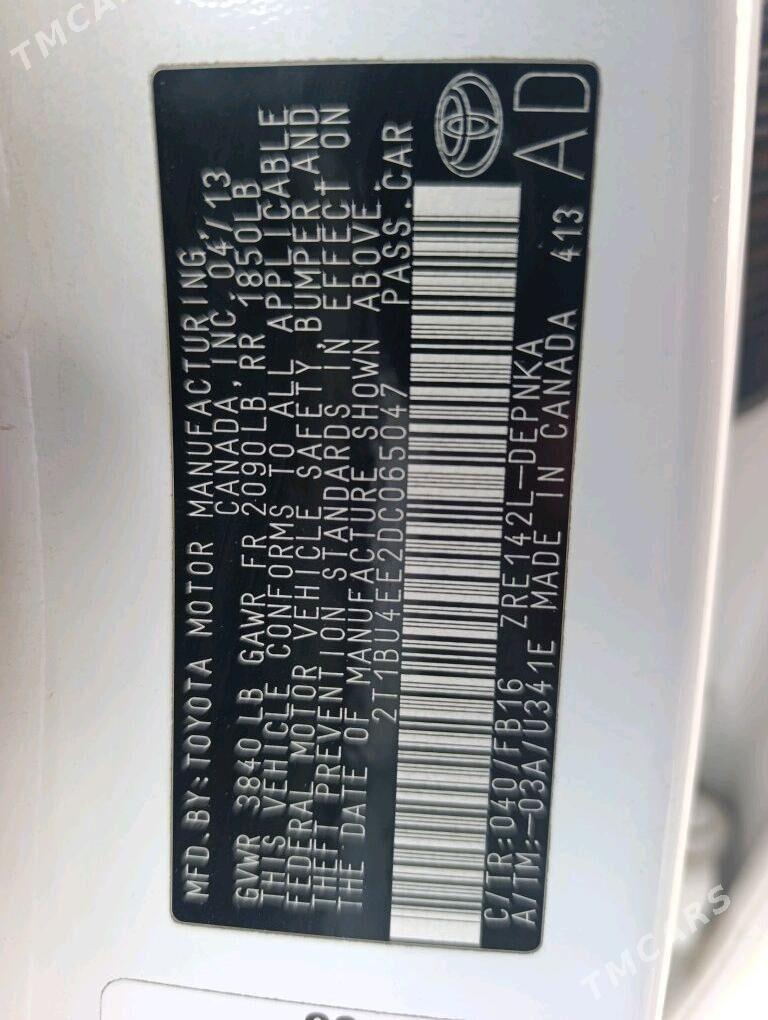 TMCARS
MFD.BY:TOYOTA MOTOR MANUFACTURING,
CANADA, INC. 04/13
GVWR 3840 LB GAWR FR 2090LB, RR 1850LB
THIS VEHICLE CONFORMS TO ALL APPLICABLE
FEDERAL MOTOR VEHICLE SAFETY, BUMPER, AND
THEFT PREVENTION STANDARDS IN EFFECT ON
THE DATE OF MANUFACTURE SHOWN ABOVE.
2T1BU4EE2DC065047 PASS.CAR
C/TR:040/FB16 ZRE142L-DEPNKA
A/TM:-03A/U341E MADE IN CANADA 413
AD
TMCARS